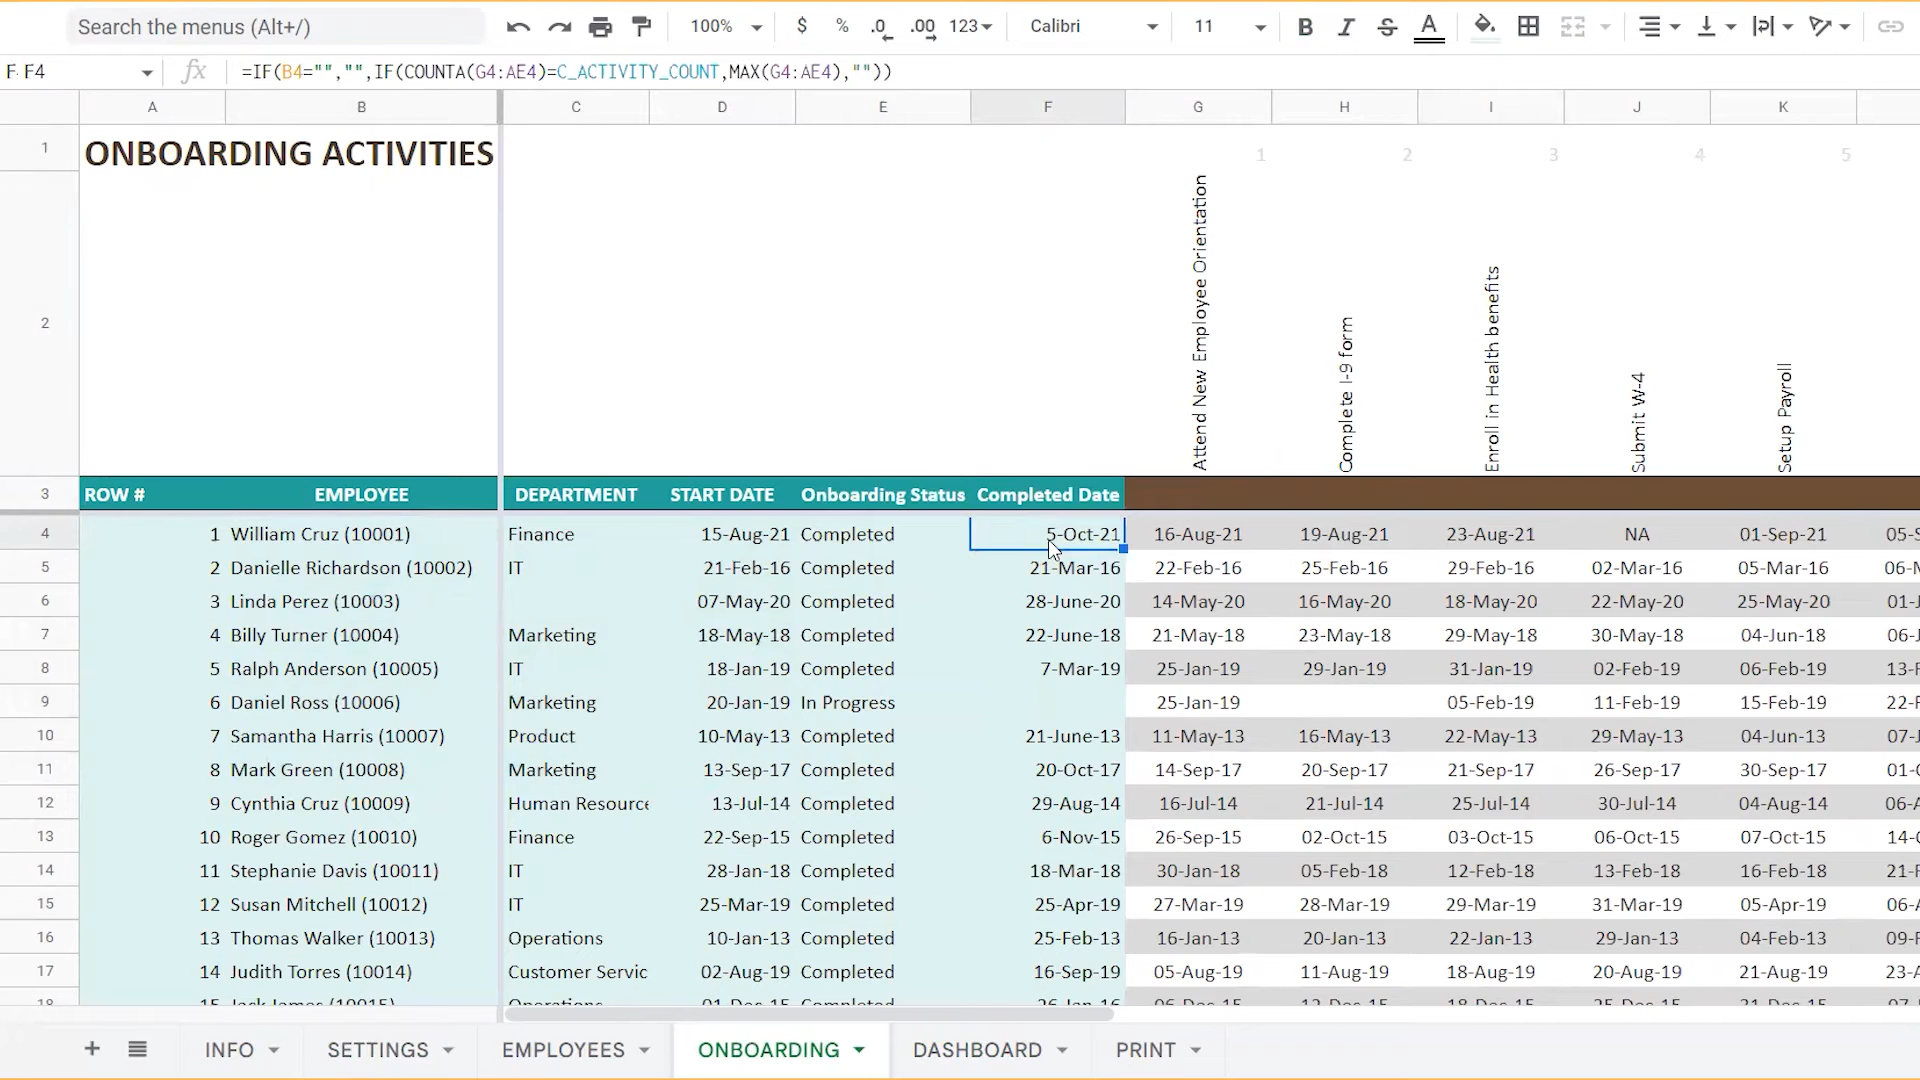 Search the menus (Alt+/) 100% $ % .0 .00 123 Calibri 11 B I S A
F F4 fx =IF(B4="","",IF(COUNTA(G4:AE4)=C_ACTIVITY_COUNT,MAX(G4:AE4),""))
A B C D E F G H I J K
1 ONBOARDING ACTIVITIES 1 2 3 4 5
2 Attend New Employee Orientation Complete I-9 form Enroll in Health benefits Submit W-4 Setup Payroll
3 ROW # EMPLOYEE DEPARTMENT START DATE Onboarding Status Completed Date
4 1 William Cruz (10001) Finance 15-Aug-21 Completed 5-Oct-21 16-Aug-21 19-Aug-21 23-Aug-21 NA 01-Sep-21 05-S
5 2 Danielle Richardson (10002) IT 21-Feb-16 Completed 21-Mar-16 22-Feb-16 25-Feb-16 29-Feb-16 02-Mar-16 05-Mar-16 06-M
6 3 Linda Perez (10003) 07-May-20 Completed 28-June-20 14-May-20 16-May-20 18-May-20 22-May-20 25-May-20 01-J
7 4 Billy Turner (10004) Marketing 18-May-18 Completed 22-June-18 21-May-18 23-May-18 29-May-18 30-May-18 04-Jun-18 06-J
8 5 Ralph Anderson (10005) IT 18-Jan-19 Completed 7-Mar-19 25-Jan-19 29-Jan-19 31-Jan-19 02-Feb-19 06-Feb-19 13-F
9 6 Daniel Ross (10006) Marketing 20-Jan-19 In Progress 25-Jan-19 05-Feb-19 11-Feb-19 15-Feb-19 22-F
10 7 Samantha Harris (10007) Product 10-May-13 Completed 21-June-13 11-May-13 16-May-13 22-May-13 29-May-13 04-Jun-13 07-J
11 8 Mark Green (10008) Marketing 13-Sep-17 Completed 20-Oct-17 14-Sep-17 20-Sep-17 21-Sep-17 26-Sep-17 30-Sep-17 01-O
12 9 Cynthia Cruz (10009) Human Resource 13-Jul-14 Completed 29-Aug-14 16-Jul-14 21-Jul-14 25-Jul-14 30-Jul-14 04-Aug-14 06-A
13 10 Roger Gomez (10010) Finance 22-Sep-15 Completed 6-Nov-15 26-Sep-15 02-Oct-15 03-Oct-15 06-Oct-15 07-Oct-15 14-O
14 11 Stephanie Davis (10011) IT 28-Jan-18 Completed 18-Mar-18 30-Jan-18 05-Feb-18 12-Feb-18 13-Feb-18 16-Feb-18 21-F
15 12 Susan Mitchell (10012) IT 25-Mar-19 Completed 25-Apr-19 27-Mar-19 28-Mar-19 29-Mar-19 31-Mar-19 05-Apr-19 06-A
16 13 Thomas Walker (10013) Operations 10-Jan-13 Completed 25-Feb-13 16-Jan-13 20-Jan-13 22-Jan-13 29-Jan-13 04-Feb-13 09-F
17 14 Judith Torres (10014) Customer Servic 02-Aug-19 Completed 16-Sep-19 05-Aug-19 11-Aug-19 18-Aug-19 20-Aug-19 21-Aug-19 23-A
18 15 Jack James (10015) Operations 01-Dec-15 Completed 26-Jan-16 06-Dec-15 12-Dec-15 18-Dec-15 25-Dec-15 31-Dec-15 07
+ INFO SETTINGS EMPLOYEES ONBOARDING DASHBOARD PRINT